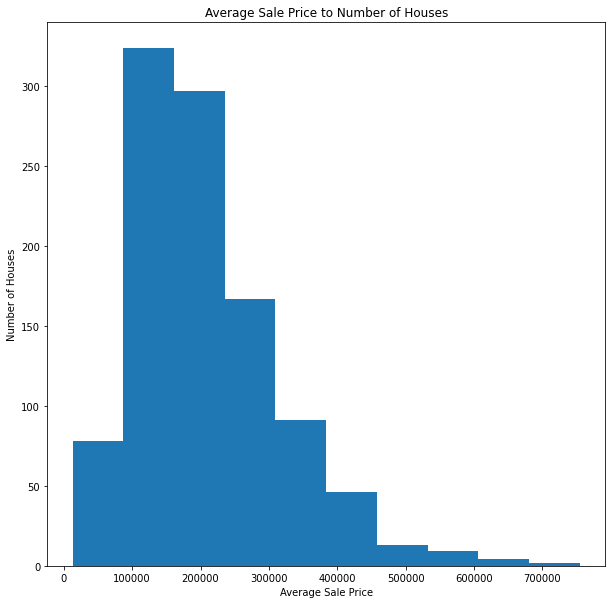 Average Sale Price to Number of Houses
Number of Houses
300
250
200
150
100
50
0
0 100000 200000 300000 400000 500000 600000 700000
Average Sale Price